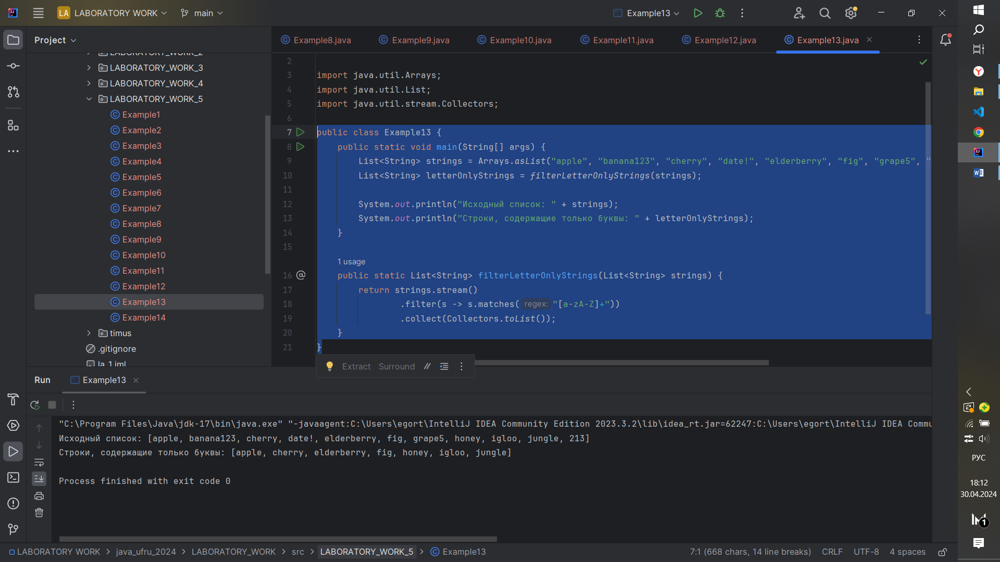 LA LABORATORY WORK main Example13
Project
Example8.java Example9.java Example10.java Example11.java Example12.java Example13.java
LABORATORY_WORK_2
LABORATORY_WORK_3
LABORATORY_WORK_4
LABORATORY_WORK_5
Example1
Example2
Example3
Example4
Example5
Example6
Example7
Example8
Example9
Example10
Example11
Example12
Example13
Example14
timus
.gitignore
la_1.iml
2
3 import java.util.Arrays;
4 import java.util.List;
5 import java.util.stream.Collectors;
6
7 public class Example13 {
8 public static void main(String[] args) {
9 List<String> strings = Arrays.asList("apple", "banana123", "cherry", "date!", "elderberry", "fig", "grape5", "
10 List<String> letterOnlyStrings = filterLetterOnlyStrings(strings);
11
12 System.out.println("Исходный список: " + strings);
13 System.out.println("Строки, содержащие только буквы: " + letterOnlyStrings);
14 }
15
1 usage
16 @ public static List<String> filterLetterOnlyStrings(List<String> strings) {
17 return strings.stream()
18 .filter(s -> s.matches( regex: "[a-zA-Z]+"))
19 .collect(Collectors.toList());
20 }
21 }
Extract Surround
Run Example13
"C:\Program Files\Java\jdk-17\bin\java.exe" "-javaagent:C:\Users\egort\IntelliJ IDEA Community Edition 2023.3.2\lib\idea_rt.jar=62247:C:\Users\egort\IntelliJ IDEA Commu
Исходный список: [apple, banana123, cherry, date!, elderberry, fig, grape5, honey, igloo, jungle, 213]
Строки, содержащие только буквы: [apple, cherry, elderberry, fig, honey, igloo, jungle]
Process finished with exit code 0
LABORATORY WORK > java_ufru_2024 > LABORATORY_WORK > src > LABORATORY_WORK_5 > Example13
7:1 (668 chars, 14 line breaks) CRLF UTF-8 4 spaces
РУС
18:12
30.04.2024
1